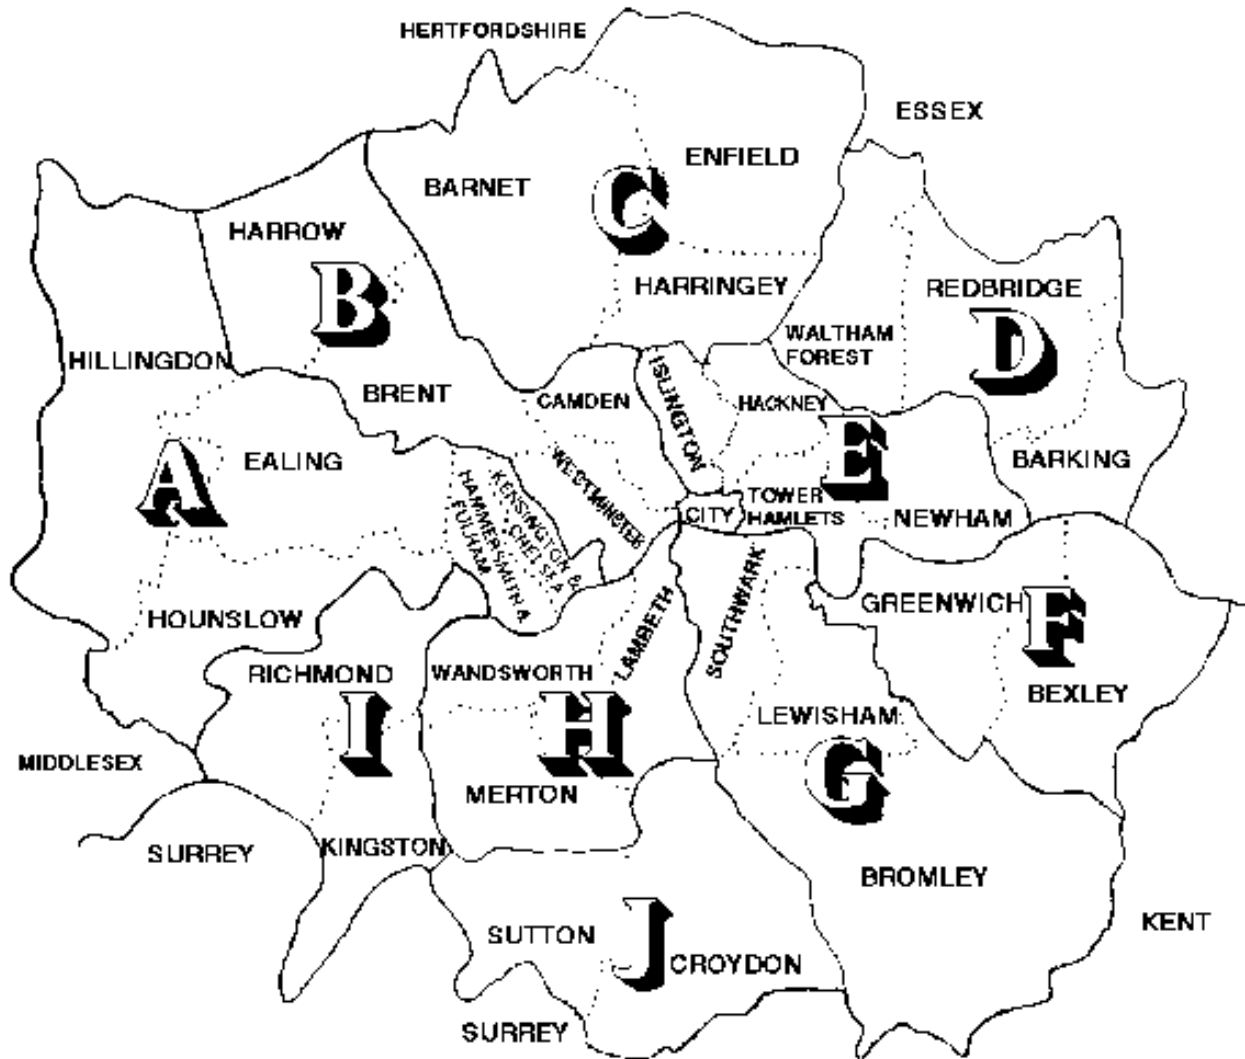 HERTFORDSHIRE
ESSEX
ENFIELD
BARNET
C
HARROW
B
HARRINGEY
REDBRIDGE
D
WALTHAM
FOREST
HILLINGDON
BRENT
CAMDEN
ISLINGTON
HACKNEY
E
A
EALING
BARKING
KENSINGTON &
CHELSEA
HAMMERSMITH &
FULHAM
WESTMINSTER
CITY
TOWER
HAMLETS
NEWHAM
HOUNSLOW
LAMBETH
SOUTHWARK
GREENWICH
F
RICHMOND
I
WANDSWORTH
H
LEWISHAM
G
BEXLEY
MIDDLESEX
MERTON
SURREY
KINGSTON
BROMLEY
KENT
SUTTON
J
CROYDON
SURREY